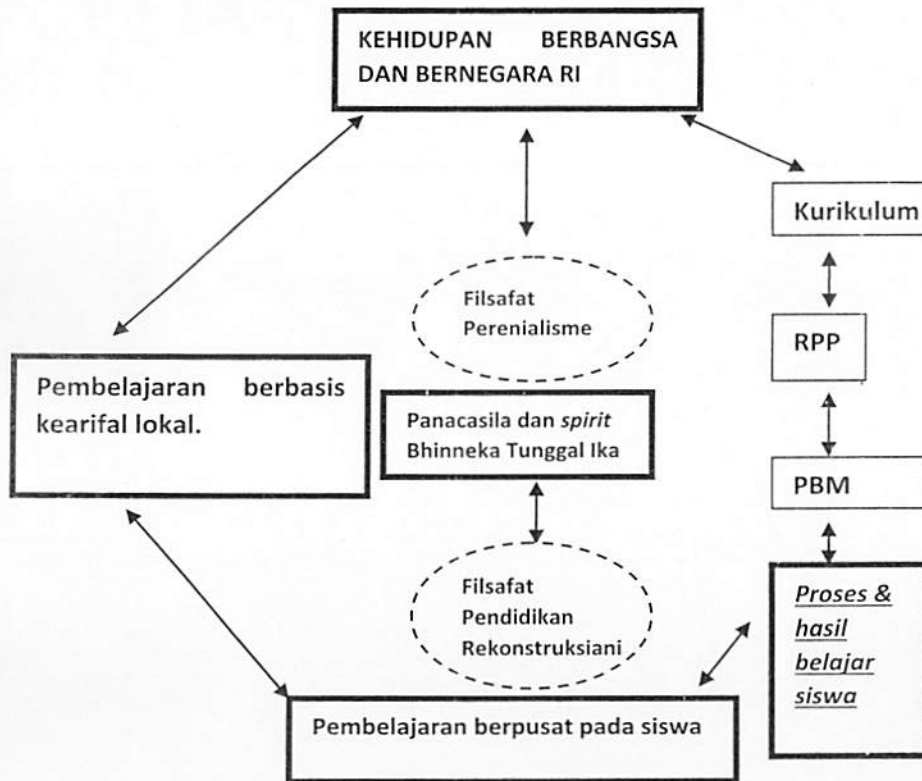 KEHIDUPAN BERBANGSA
DAN BERNEGARA RI
Kurikulum
Filsafat
Perenialisme
RPP
Pembelajaran berbasis
kearifal lokal.
Panacasila dan spirit
Bhinneka Tunggal Ika
PBM
Filsafat
Pendidikan
Rekonstruksiani
Proses &
hasil
belajar
siswa
Pembelajaran berpusat pada siswa